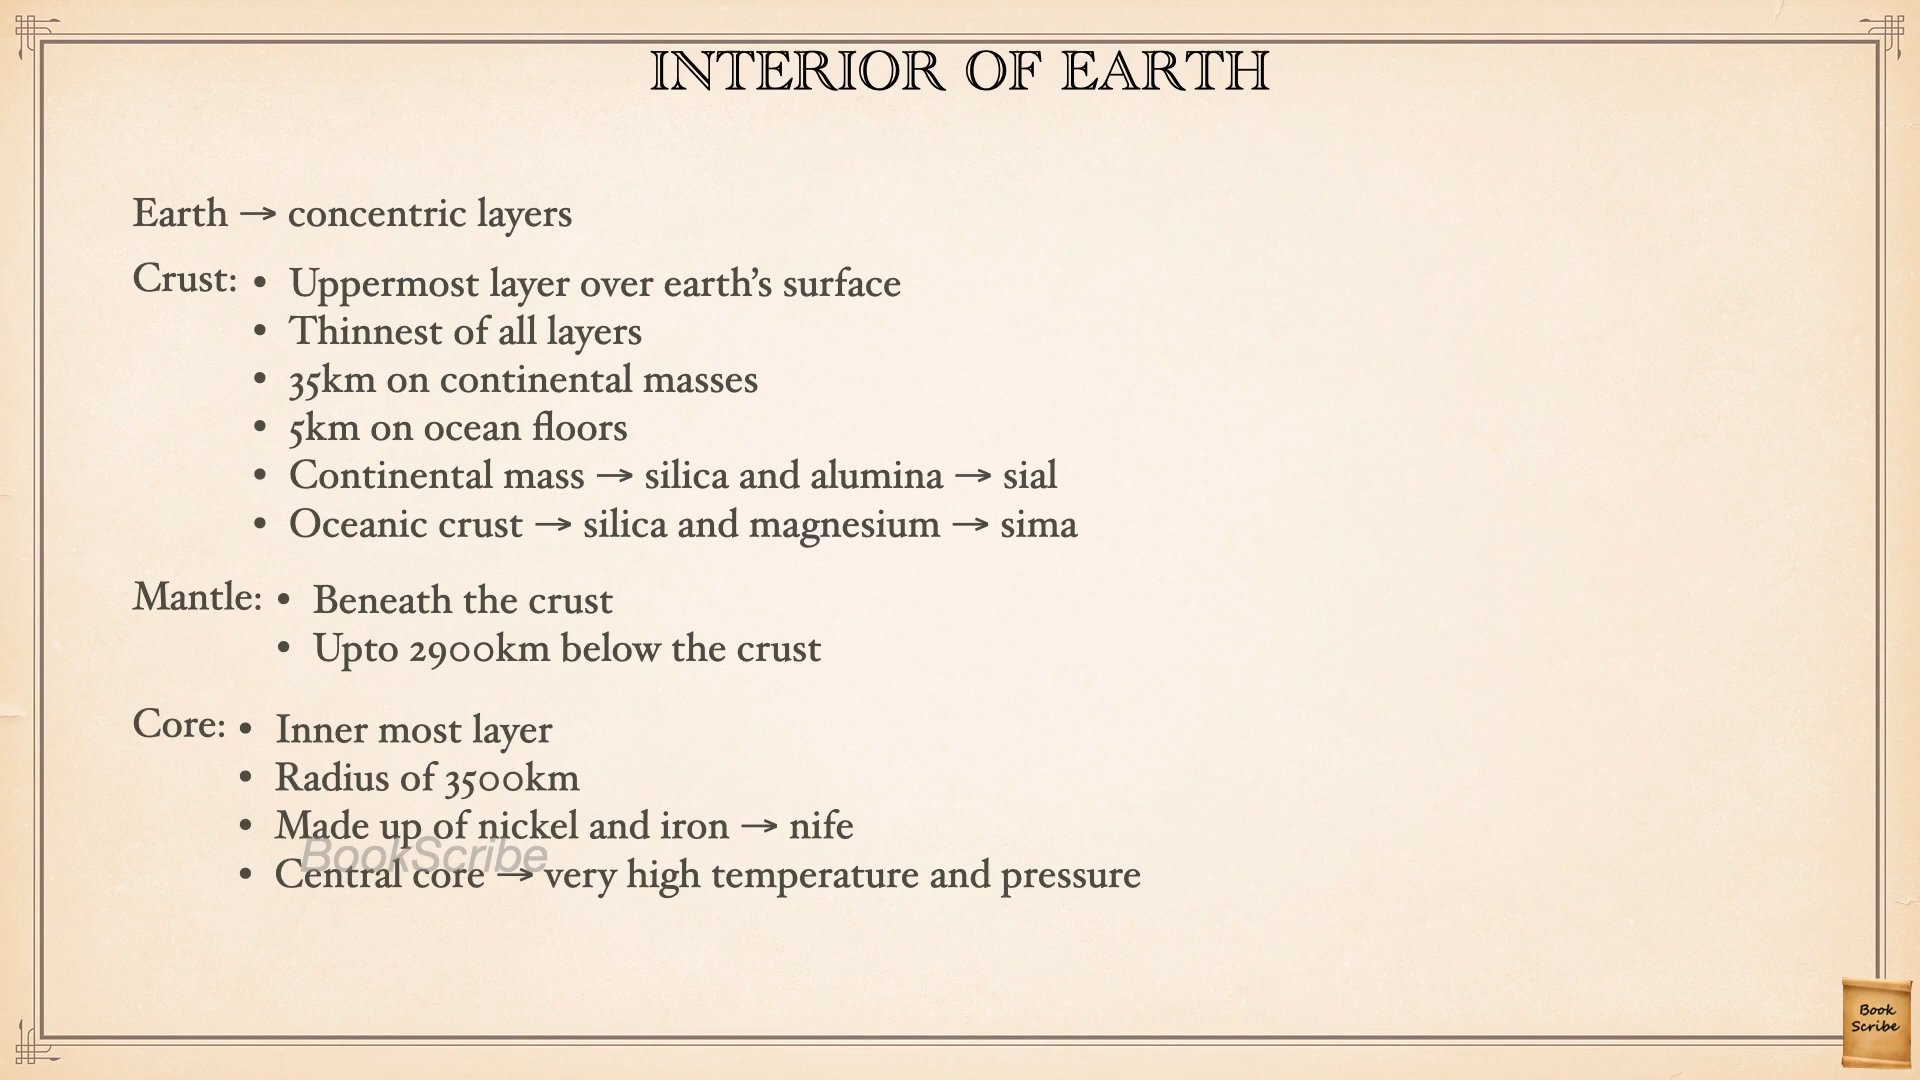 INTERIOR OF EARTH
Earth → concentric layers
Crust: • Uppermost layer over earth’s surface
• Thinnest of all layers
• 35km on continental masses
• 5km on ocean floors
• Continental mass → silica and alumina → sial
• Oceanic crust → silica and magnesium → sima
Mantle: • Beneath the crust
• Upto 2900km below the crust
Core: • Inner most layer
• Radius of 3500km
• Made up of nickel and iron → nife
BookScribe
• Central core → very high temperature and pressure
Book
Scribe